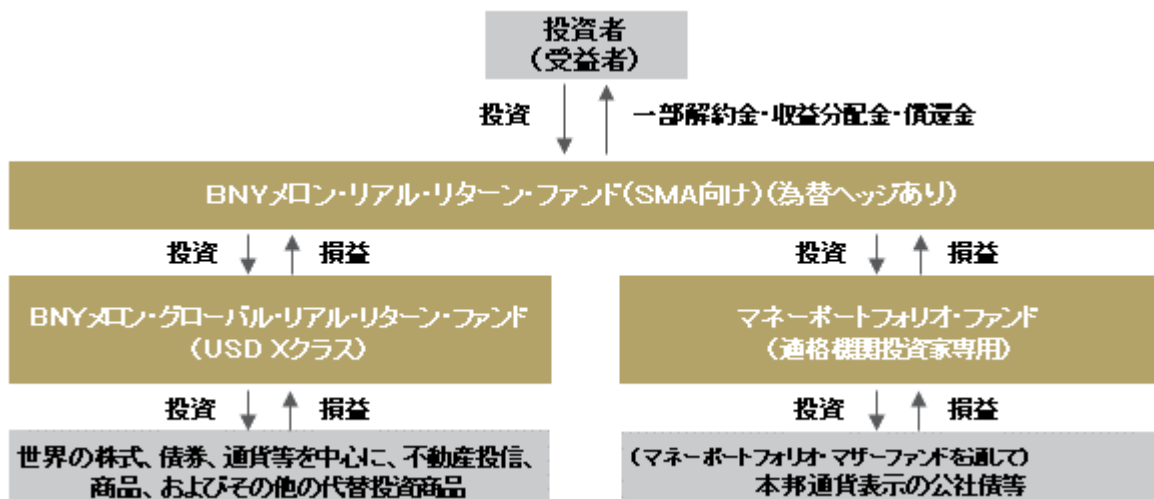 投資者
(受益者)
投資
一部解約金・収益分配金・償還金
BNYメロン・リアル・リターン・ファンド(SMA向け)(為替ヘッジあり)
投資
損益
投資
損益
BNYメロン・グローバル・リアル・リターン・ファンド
(USD Xクラス)
マネーポートフォリオ・ファンド
(適格機関投資家専用)
投資
損益
投資
損益
世界の株式、債券、通貨等を中心に、不動産投信、
商品、およびその他の代替投資商品
(マネーポートフォリオ・マザーファンドを通して)
本邦通貨表示の公社債等